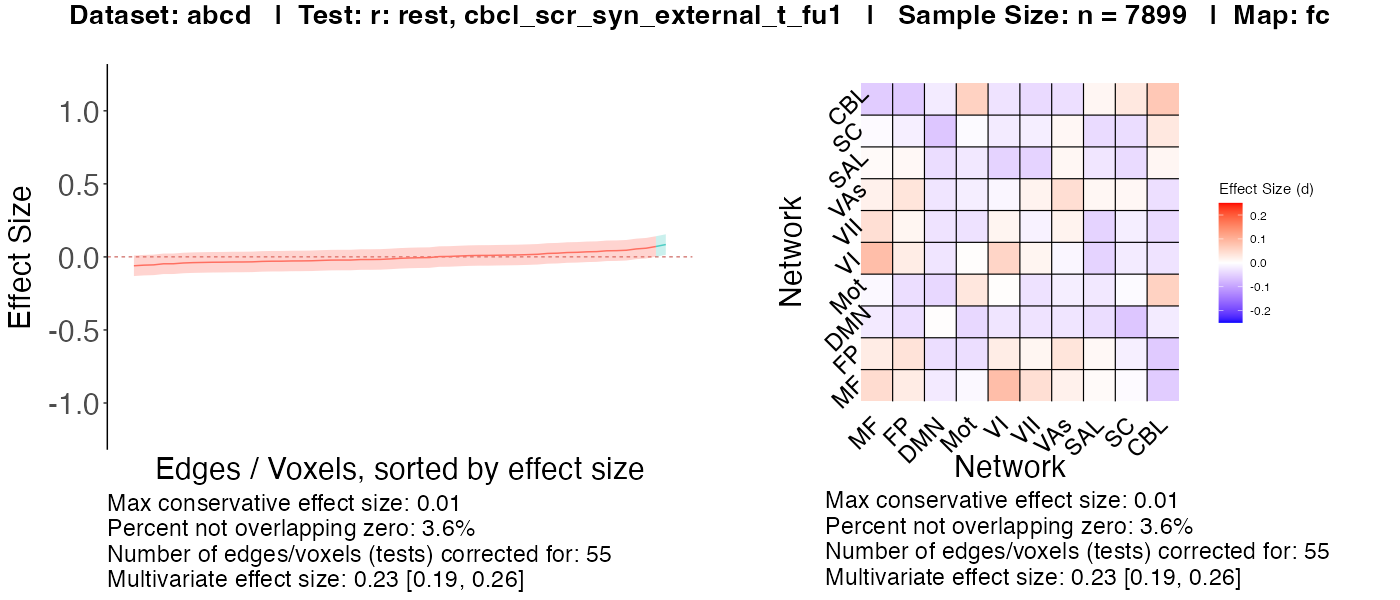 Dataset: abcd | Test: r: rest, cbcl_scr_syn_external_t_fu1 | Sample Size: n = 7899 | Map: fc
Effect Size
1.0
0.5
0.0
-0.5
-1.0
Edges / Voxels, sorted by effect size
Max conservative effect size: 0.01
Percent not overlapping zero: 3.6%
Number of edges/voxels (tests) corrected for: 55
Multivariate effect size: 0.23 [0.19, 0.26]
Network
CBL
SC
SAL
VAs
VII
VI
Mot
DMN
FP
MF
MF
FP
DMN
Mot
VI
VII
VAs
SAL
SC
CBL
Network
Effect Size (d)
0.2
0.1
0.0
-0.1
-0.2
Max conservative effect size: 0.01
Percent not overlapping zero: 3.6%
Number of edges/voxels (tests) corrected for: 55
Multivariate effect size: 0.23 [0.19, 0.26]